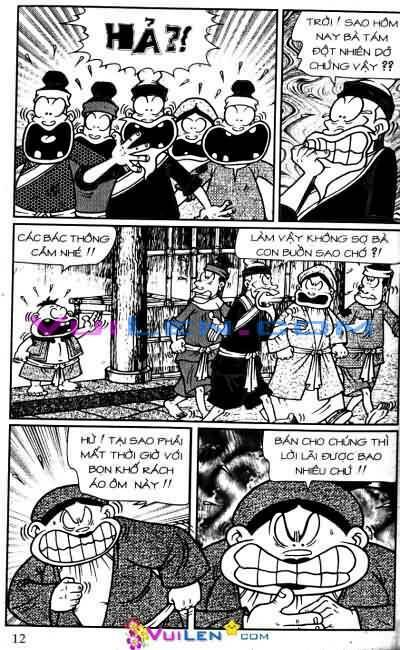 HẢ?!
TRỜI! SAO HÔM
NAY BÀ TÁM
ĐỘT NHIÊN DỞ
CHỨNG VẬY??
CÁC BÁC THÔNG
CẢM NHÉ!!
LÀM VẬY KHÔNG SỢ BÀ
CON BUỒN SAO CHỚ?!
VUILEN.COM
HỪ! TẠI SAO PHẢI
MẤT THỜI GIỜ VỚI
BỌN KHỐ RÁCH
ÁO ÔM NÀY!!
BÁN CHO CHÚNG THÌ
LỜI LÃI ĐƯỢC BAO
NHIÊU CHỨ!!
12
VUILEN.COM